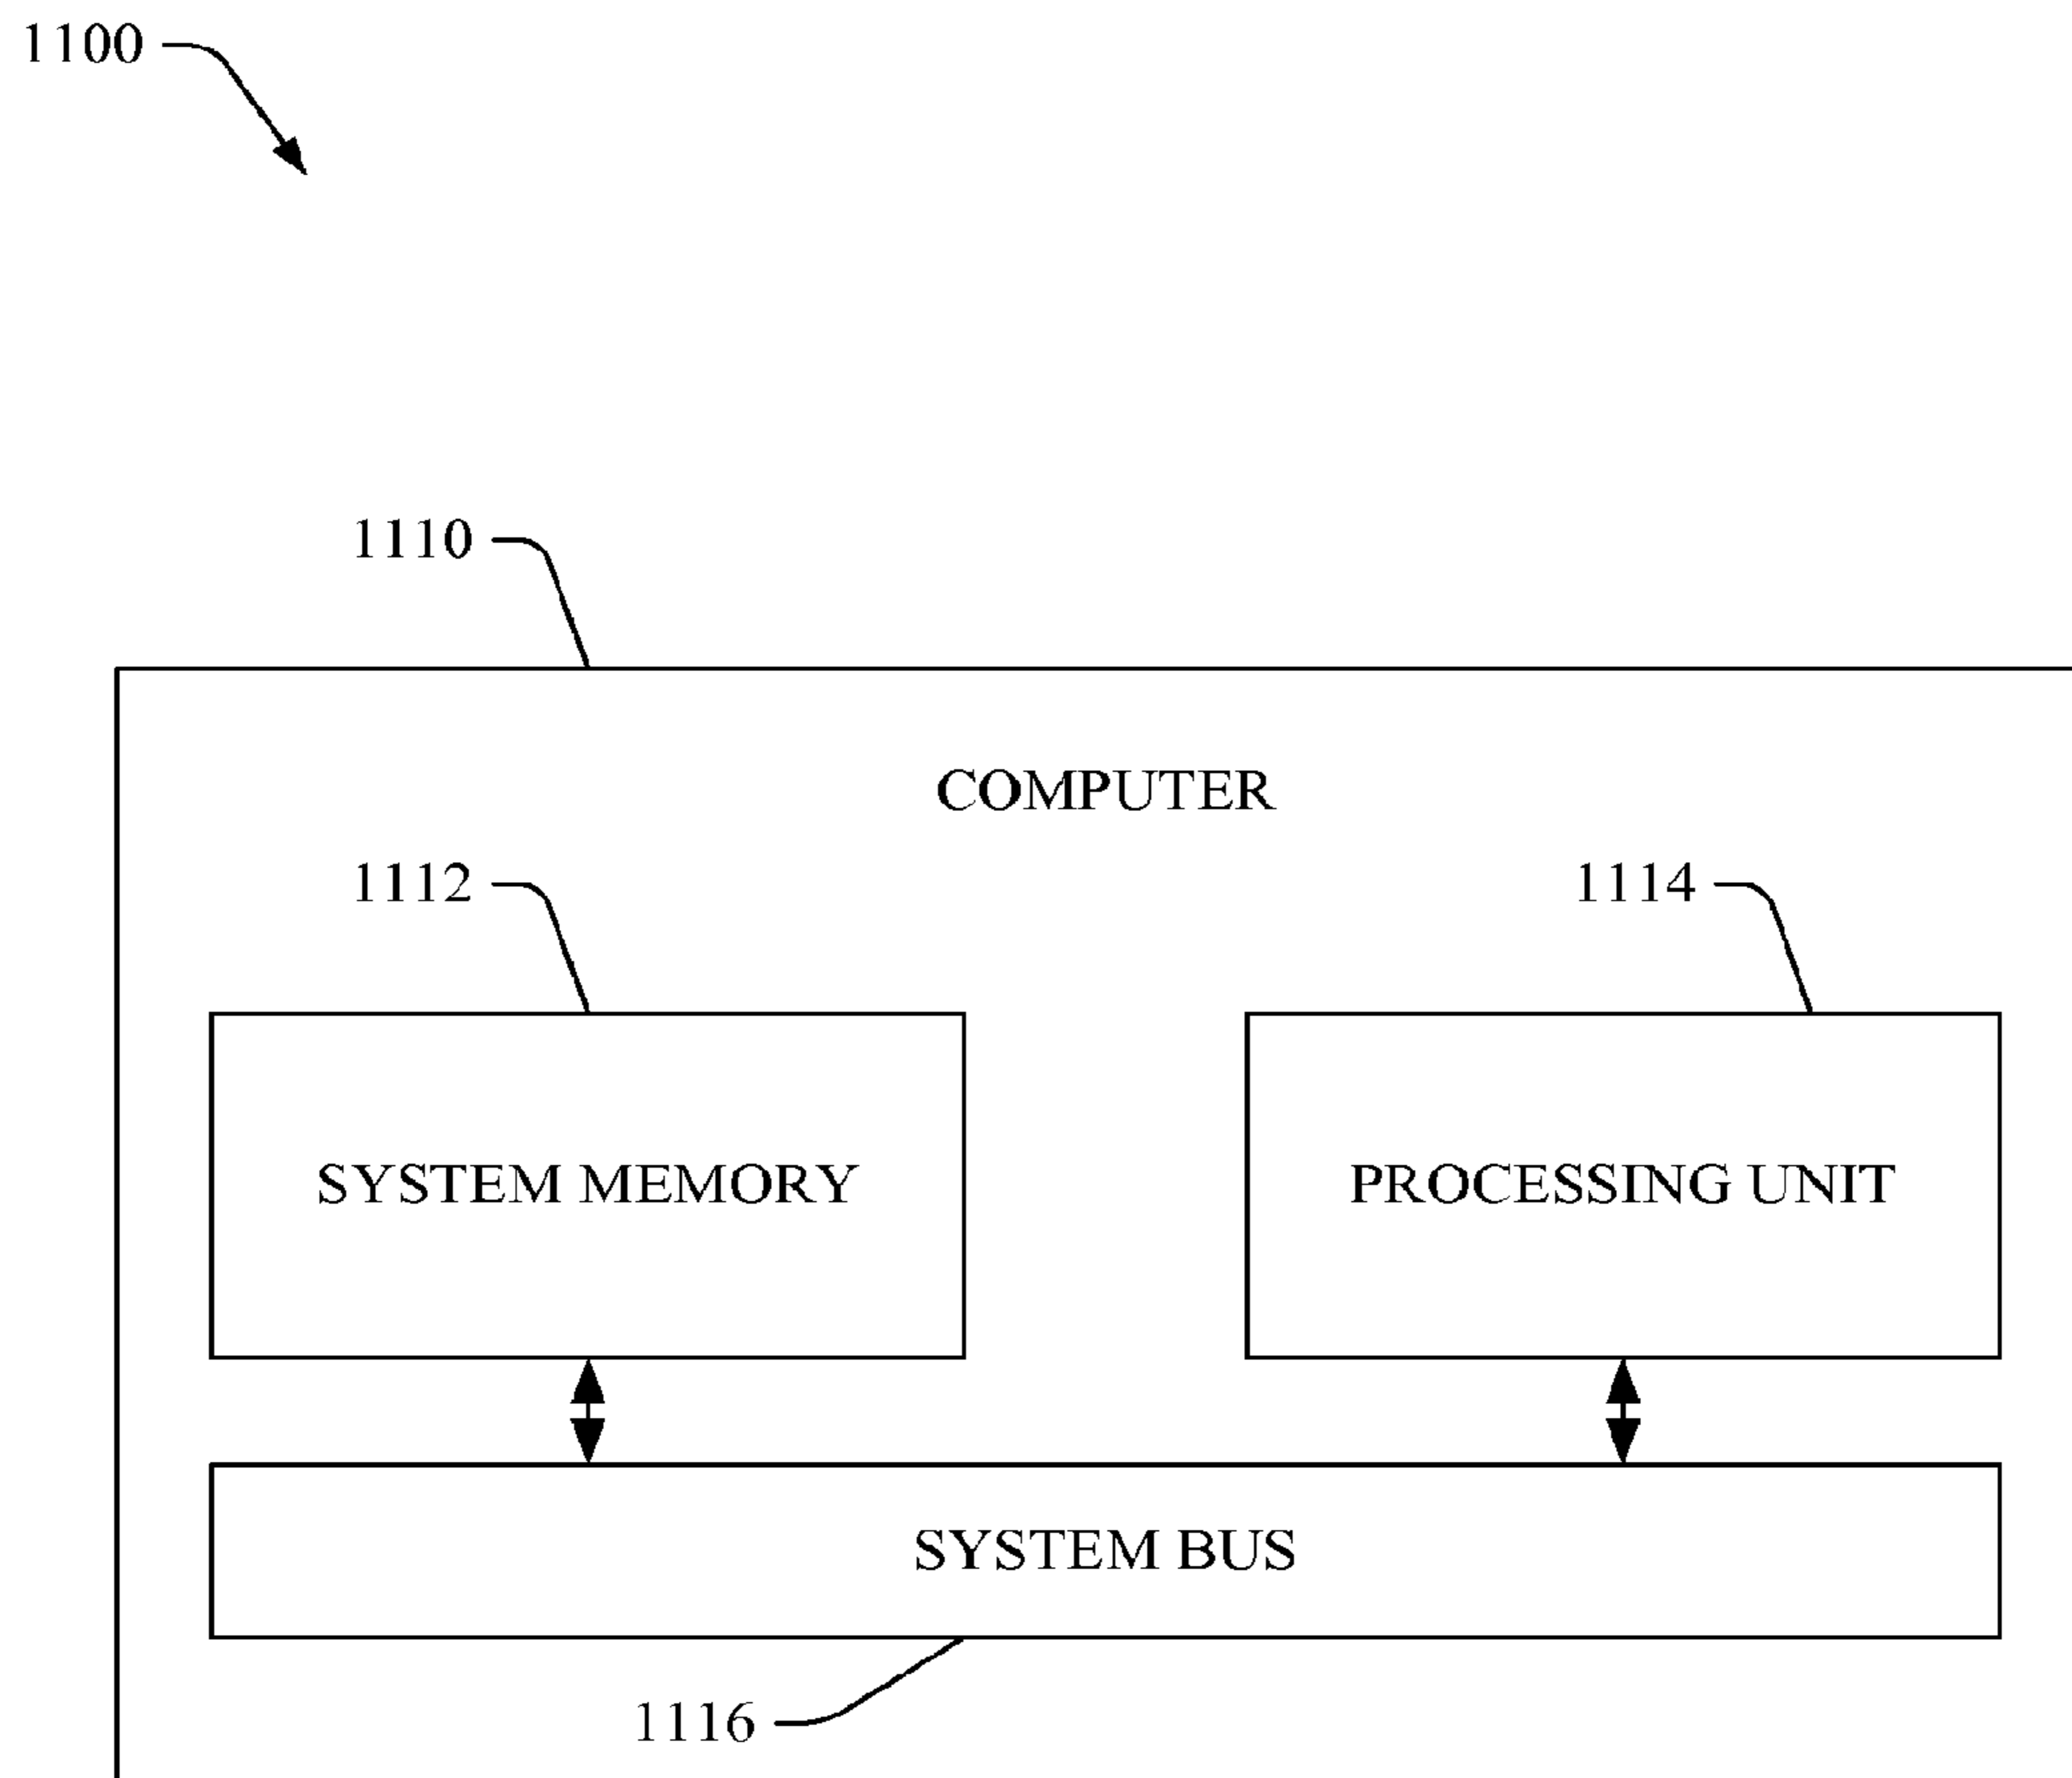 1100
1110
COMPUTER
1112
1114
SYSTEM MEMORY
PROCESSING UNIT
SYSTEM BUS
1116